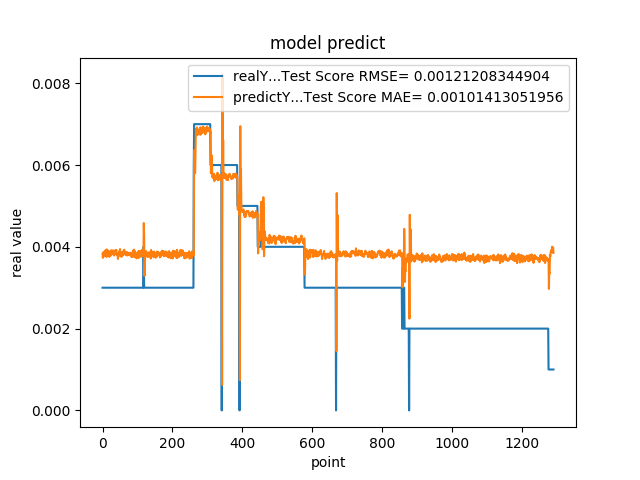 model predict
realY...Test Score RMSE= 0.00121208344904
predictY...Test Score MAE= 0.00101413051956
real value
0.008
0.006
0.004
0.002
0.000
0 200 400 600 800 1000 1200
point